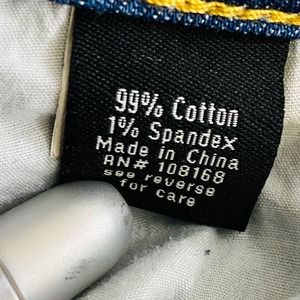 99% Cotton
1% Spandex
Made in China
RN# 108168
see reverse
for care